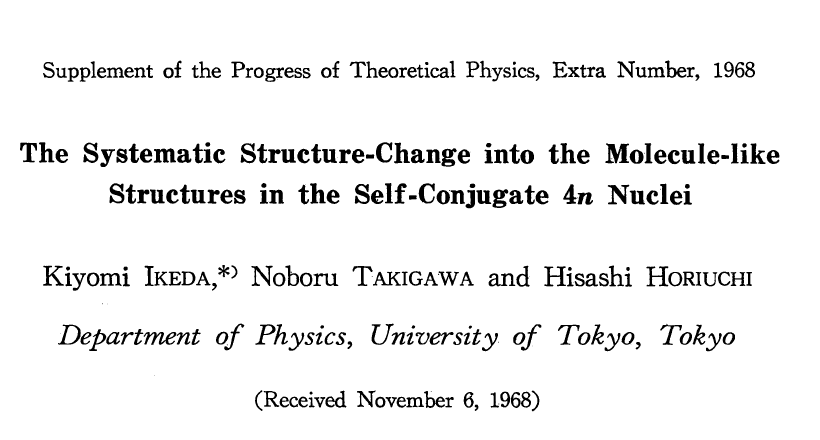 Supplement of the Progress of Theoretical Physics, Extra Number, 1968
The Systematic Structure-Change into the Molecule-like
Structures in the Self-Conjugate 4n Nuclei
Kiyomi IKEDA,*) Noboru TAKIGAWA and Hisashi HORIUCHI
Department of Physics, University of Tokyo, Tokyo
(Received November 6, 1968)